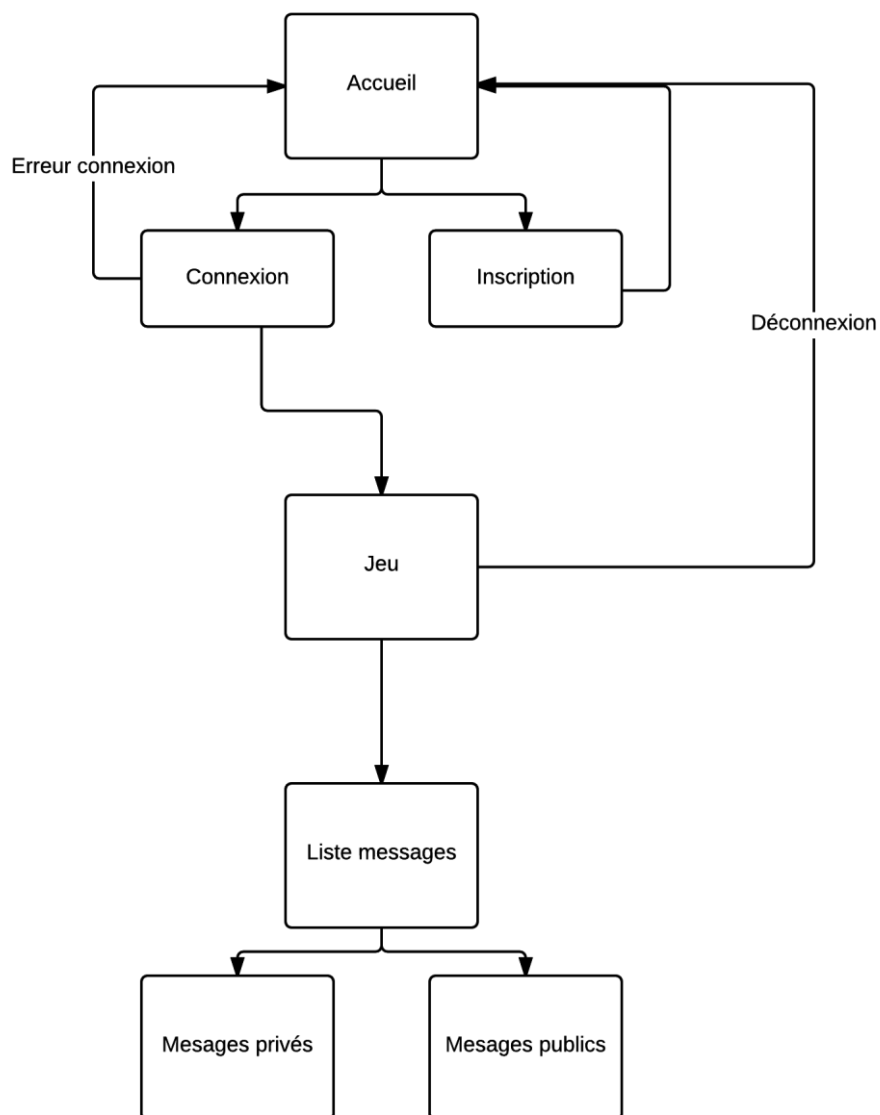 Accueil
Erreur connexion
Connexion
Inscription
Déconnexion
Jeu
Liste messages
Mesages privés
Mesages publics